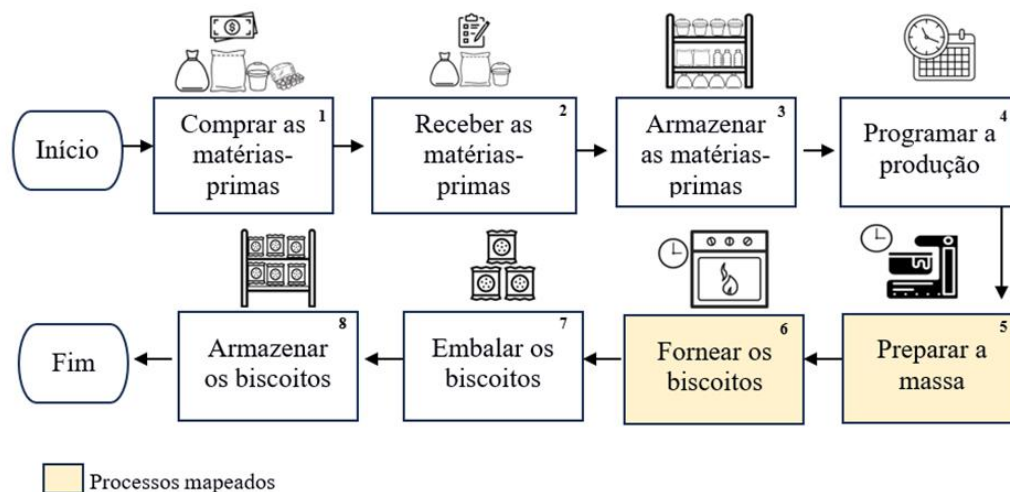 Início
1
Comprar as
matérias-
primas
2
Receber as
matérias-
primas
3
Armazenar
as matérias-
primas
4
Programar a
produção
5
Preparar a
massa
6
Fornear os
biscoitos
7
Embalar os
biscoitos
8
Armazenar
os biscoitos
Fim
Processos mapeados